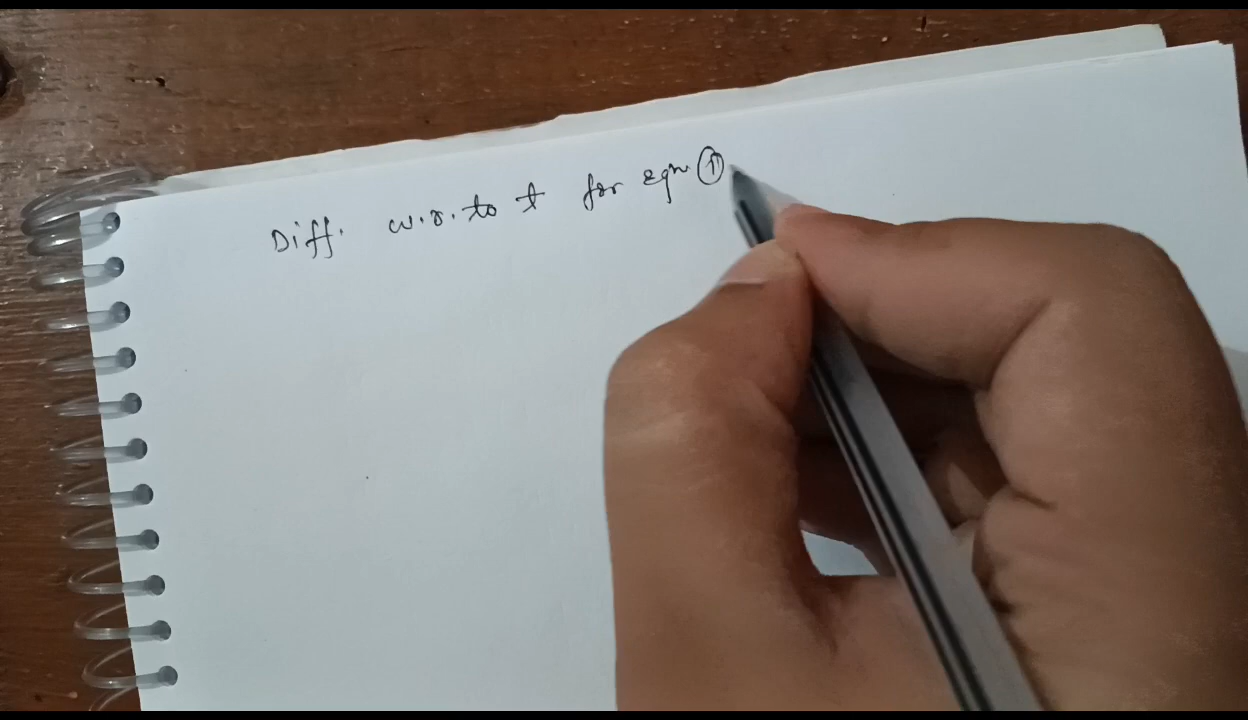 Diff. w.r.to t for eqn ①